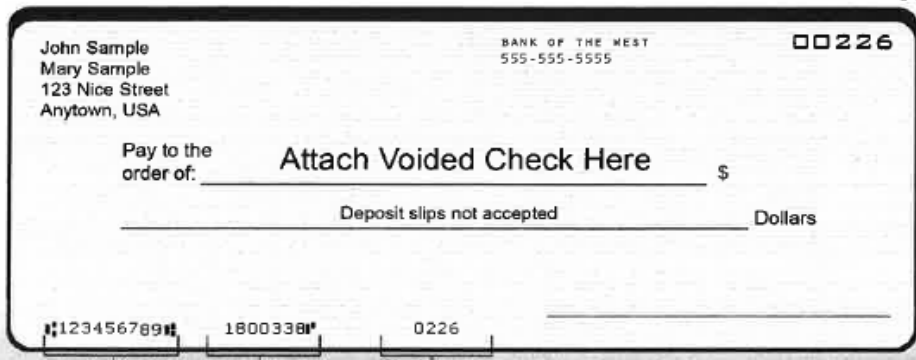 John Sample
Mary Sample
123 Nice Street
Anytown, USA
BANK OF THE WEST
555-555-5555
00226
Pay to the
order of:
Attach Voided Check Here
$
Deposit slips not accepted
Dollars
⑆123456789⑆ 1800338⑈ 0226